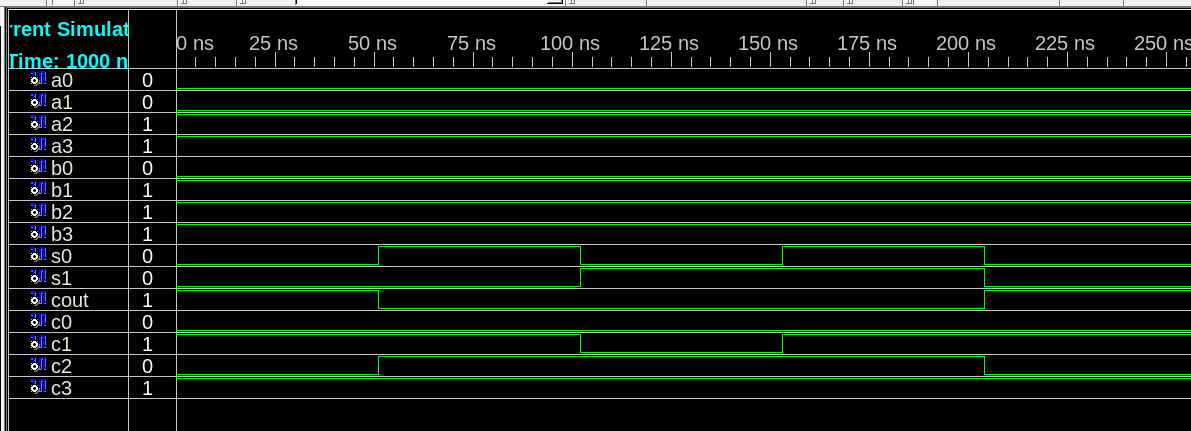 rrent Simulat
Time: 1000 n
0 ns 25 ns 50 ns 75 ns 100 ns 125 ns 150 ns 175 ns 200 ns 225 ns 250 ns
a0 0
a1 0
a2 1
a3 1
b0 0
b1 1
b2 1
b3 1
s0 0
s1 0
cout 1
c0 0
c1 1
c2 0
c3 1